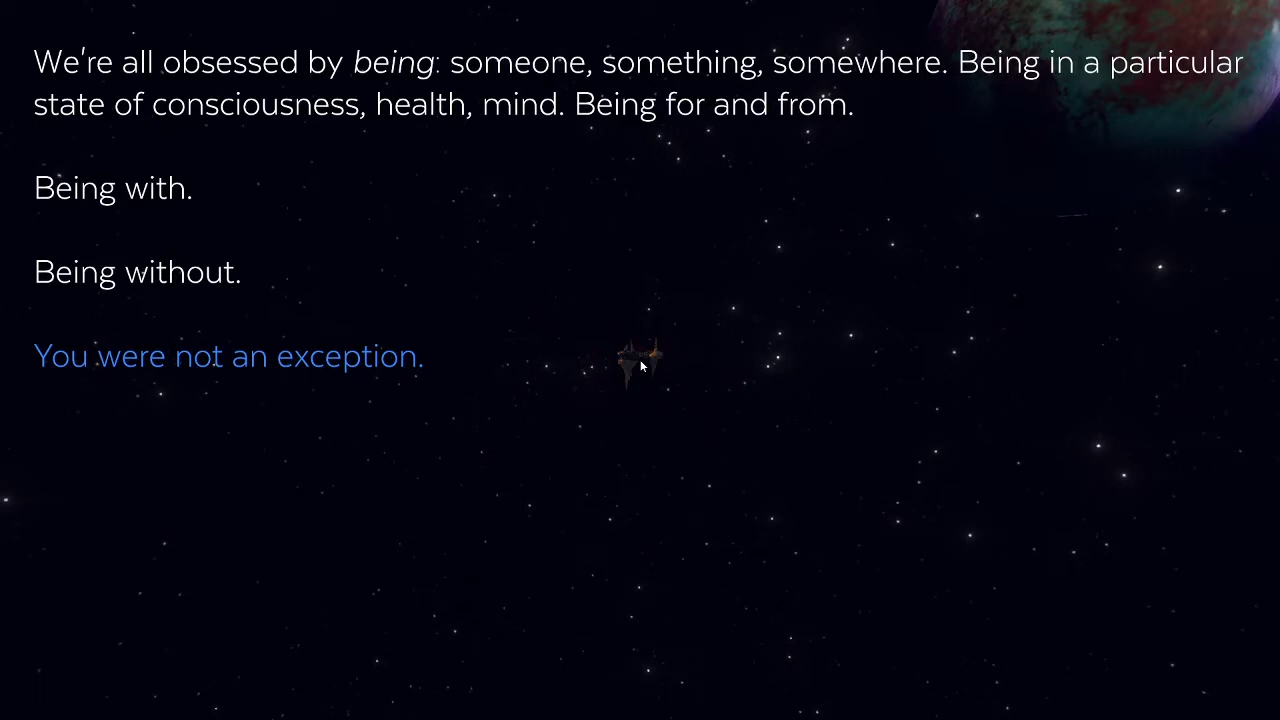 We're all obsessed by being: someone, something, somewhere. Being in a particular
state of consciousness, health, mind. Being for and from.
Being with.
Being without.
You were not an exception.